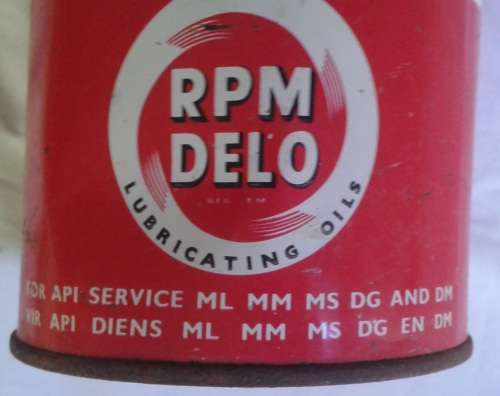 RPM
DELO
REG. T.M.
LUBRICATING OILS
FOR API SERVICE ML MM MS DG AND DM
VIR API DIENS ML MM MS DG EN DM